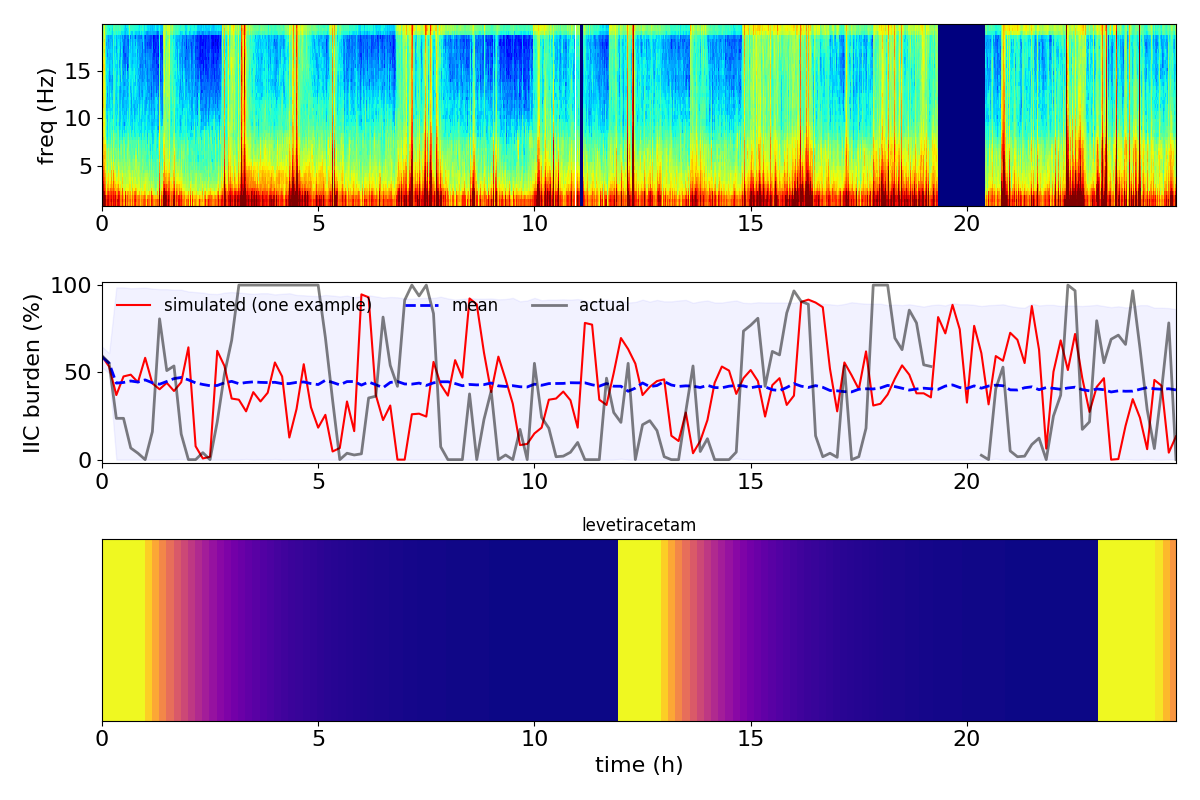 freq (Hz)
15
10
5
0 5 10 15 20
IIC burden (%)
100
50
0
simulated (one example) mean actual
0 5 10 15 20
levetiracetam
0 5 10 15 20
time (h)